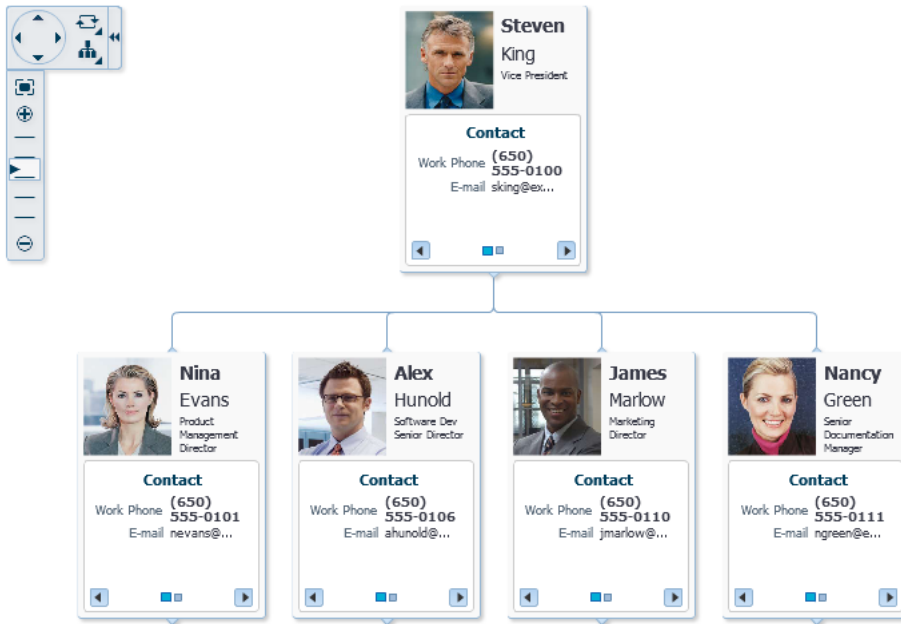 Steven
King
Vice President
Contact
Work Phone (650)
555-0100
E-mail sking@ex...
Nina
Evans
Product
Management
Director
Contact
Work Phone (650)
555-0101
E-mail nevans@...
Alex
Hunold
Software Dev
Senior Director
Contact
Work Phone (650)
555-0106
E-mail ahunold@...
James
Marlow
Marketing
Director
Contact
Work Phone (650)
555-0110
E-mail jmarlow@...
Nancy
Green
Senior
Documentation
Manager
Contact
Work Phone (650)
555-0111
E-mail ngreen@e...